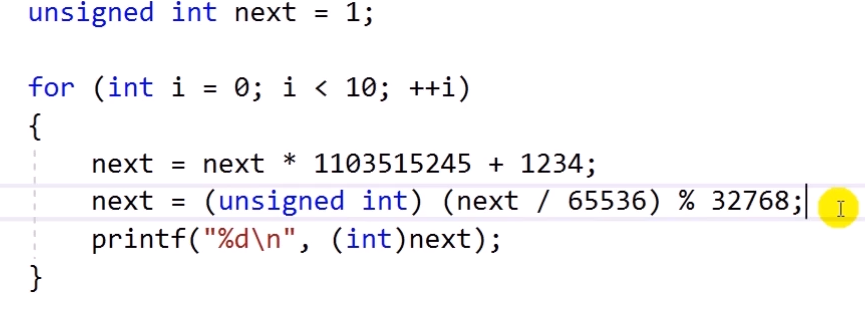 unsigned int next = 1;
for (int i = 0; i < 10; ++i)
{
next = next * 1103515245 + 1234;
next = (unsigned int) (next / 65536) % 32768;
printf("%d\n", (int)next);
}